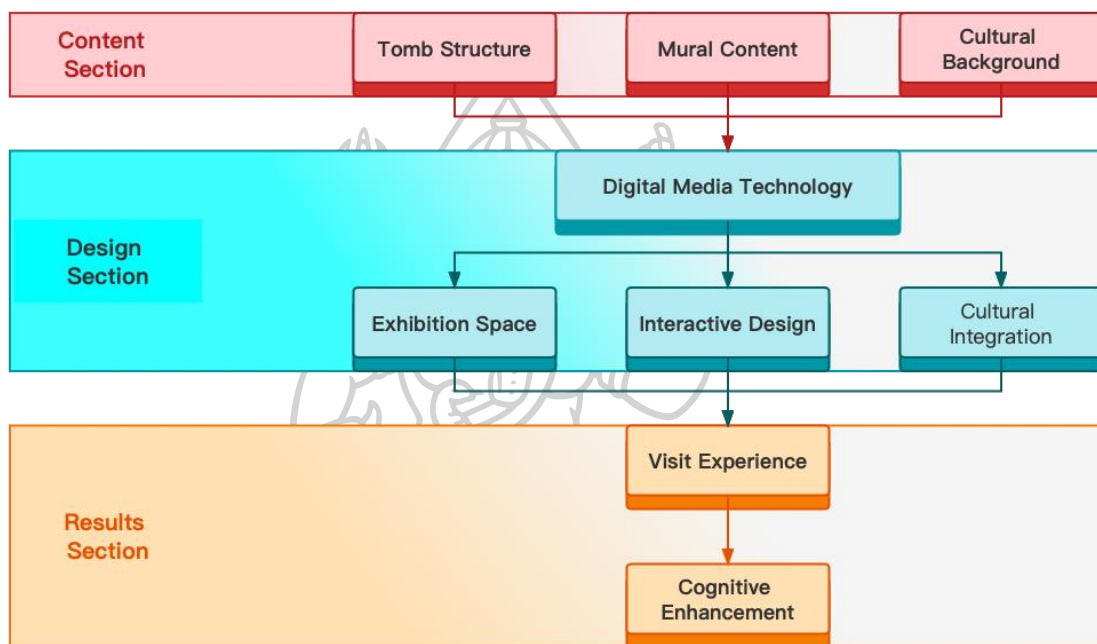 Content
Section
Tomb Structure
Mural Content
Cultural
Background
Digital Media Technology
Design
Section
Exhibition Space
Interactive Design
Cultural
Integration
Visit Experience
Results
Section
Cognitive
Enhancement